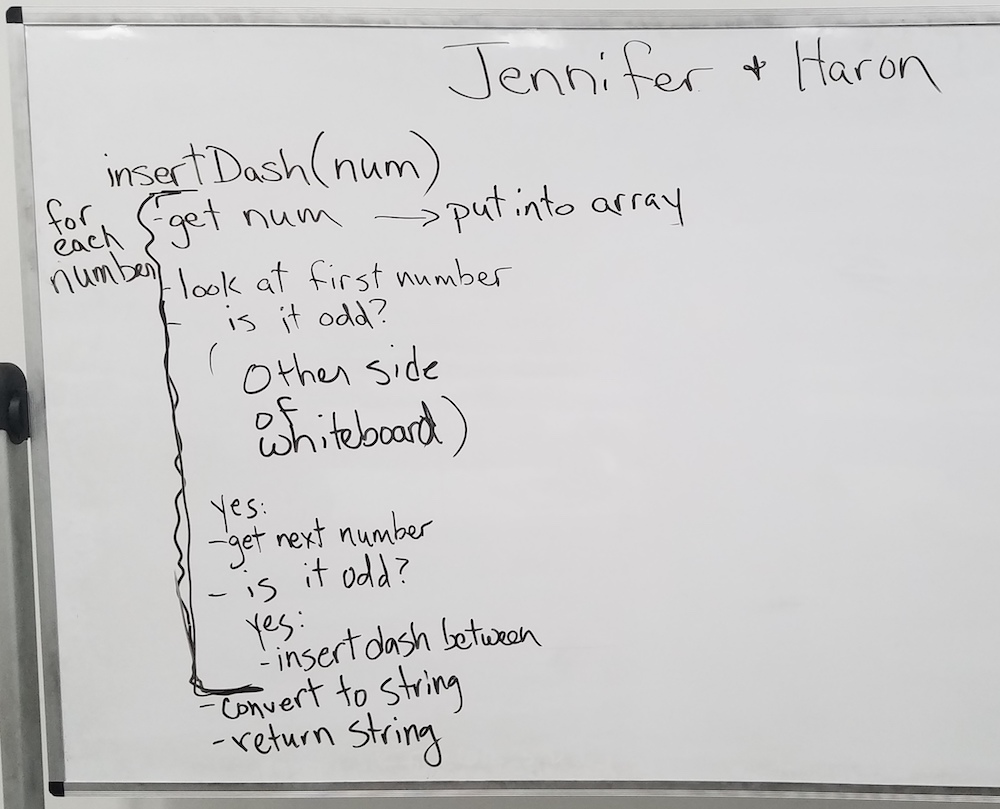 Jennifer + Haron
insertDash(num)
for
each
number
- get num → put into array
- look at first number
- is it odd?
(Other side
of
whiteboard)
Yes:
- get next number
- is it odd?
Yes:
- insert dash between
- convert to string
- return string